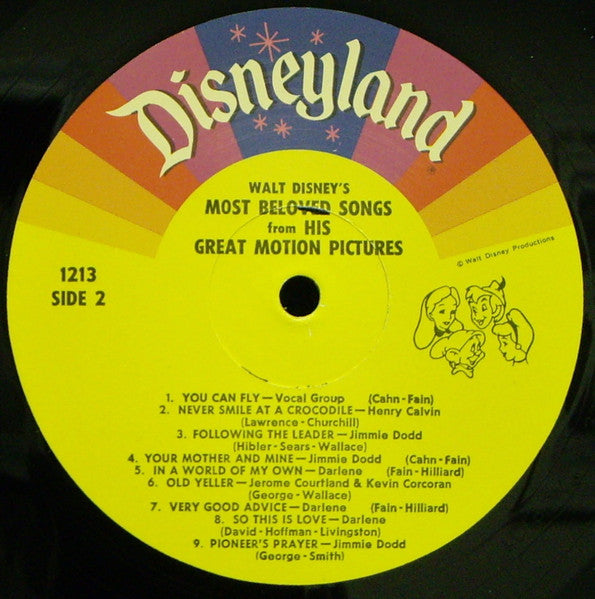 Disneyland
WALT DISNEY'S
MOST BELOVED SONGS
from HIS
GREAT MOTION PICTURES
© Walt Disney Productions
1213
SIDE 2
1. YOU CAN FLY — Vocal Group (Cahn - Fain)
2. NEVER SMILE AT A CROCODILE — Henry Calvin
(Lawrence - Churchill)
3. FOLLOWING THE LEADER — Jimmie Dodd
(Hibler - Sears - Wallace)
4. YOUR MOTHER AND MINE — Jimmie Dodd (Cahn - Fain)
5. IN A WORLD OF MY OWN — Darlene (Fain - Hilliard)
6. OLD YELLER — Jerome Courtland & Kevin Corcoran
(George - Wallace)
7. VERY GOOD ADVICE — Darlene (Fain - Hilliard)
8. SO THIS IS LOVE — Darlene
(David - Hoffman - Livingston)
9. PIONEER'S PRAYER — Jimmie Dodd
(George - Smith)